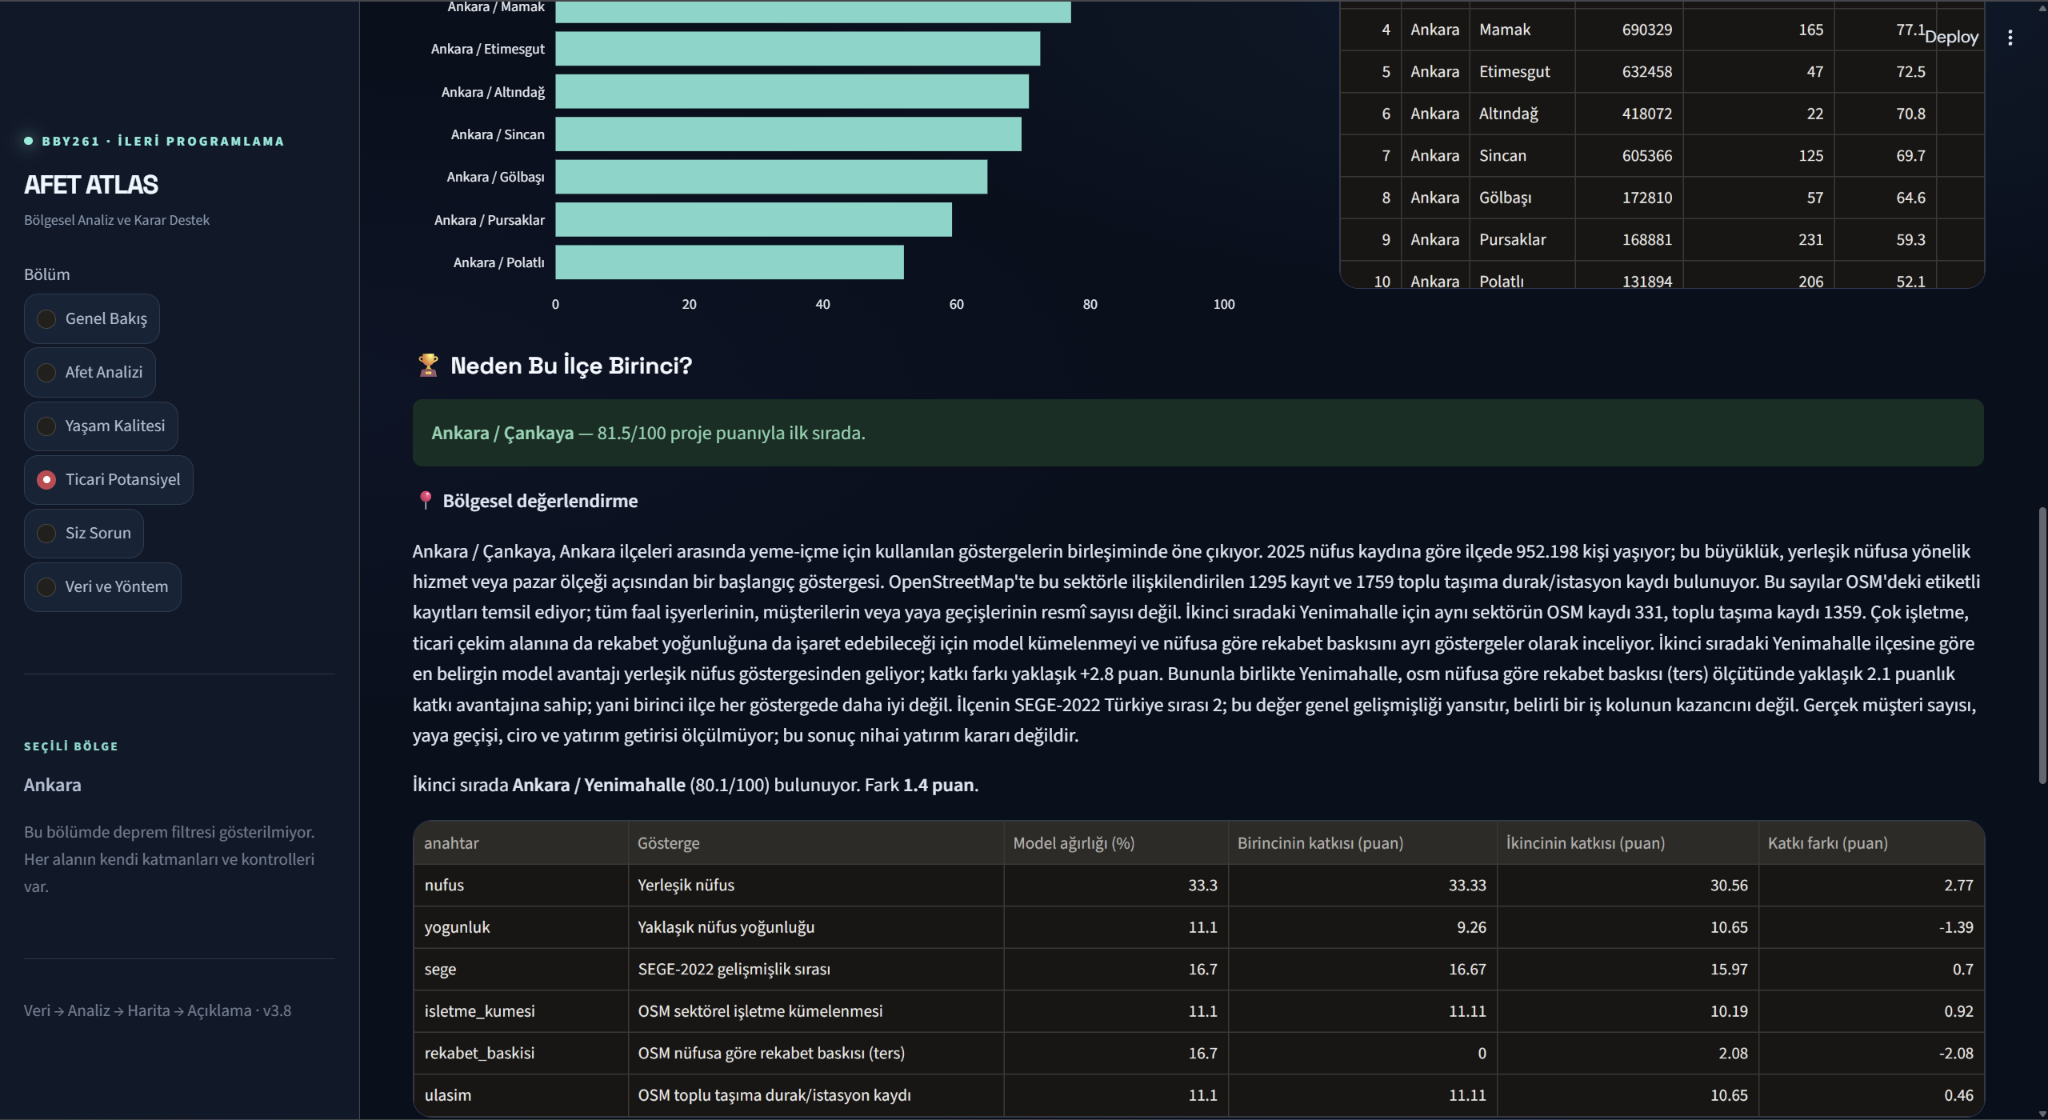 BBY261 · İLERİ PROGRAMLAMA
AFET ATLAS
Bölgesel Analiz ve Karar Destek
Bölüm
Genel Bakış
Afet Analizi
Yaşam Kalitesi
Ticari Potansiyel
Siz Sorun
Veri ve Yöntem
SEÇİLİ BÖLGE
Ankara
Bu bölümde deprem filtresi gösterilmiyor.
Her alanın kendi katmanları ve kontrolleri
var.
Veri → Analiz → Harita → Açıklama · v3.8
Ankara / Mamak
Ankara / Etimesgut
Ankara / Altındağ
Ankara / Sincan
Ankara / Gölbaşı
Ankara / Pursaklar
Ankara / Polatlı
0 20 40 60 80 100
4 Ankara Mamak 690329 165 77.1
5 Ankara Etimesgut 632458 47 72.5
6 Ankara Altındağ 418072 22 70.8
7 Ankara Sincan 605366 125 69.7
8 Ankara Gölbaşı 172810 57 64.6
9 Ankara Pursaklar 168881 231 59.3
10 Ankara Polatlı 131894 206 52.1
Deploy
🏆 Neden Bu İlçe Birinci?
Ankara / Çankaya — 81.5/100 proje puanıyla ilk sırada.
📍 Bölgesel değerlendirme
Ankara / Çankaya, Ankara ilçeleri arasında yeme-içme için kullanılan göstergelerin birleşiminde öne çıkıyor. 2025 nüfus kaydına göre ilçede 952.198 kişi yaşıyor; bu büyüklük, yerleşik nüfusa yönelik
hizmet veya pazar ölçeği açısından bir başlangıç göstergesi. OpenStreetMap'te bu sektörle ilişkilendirilen 1295 kayıt ve 1759 toplu taşıma durak/istasyon kaydı bulunuyor. Bu sayılar OSM'deki etiketli
kayıtları temsil ediyor; tüm faal işyerlerinin, müşterilerin veya yaya geçişlerinin resmî sayısı değil. İkinci sıradaki Yenimahalle için aynı sektörün OSM kaydı 331, toplu taşıma kaydı 1359. Çok işletme,
ticari çekim alanına da rekabet yoğunluğuna da işaret edebileceği için model kümelenmeyi ve nüfusa göre rekabet baskısını ayrı göstergeler olarak inceliyor. İkinci sıradaki Yenimahalle ilçesine göre
en belirgin model avantajı yerleşik nüfus göstergesinden geliyor; katkı farkı yaklaşık +2.8 puan. Bununla birlikte Yenimahalle, osm nüfusa göre rekabet baskısı (ters) ölçütünde yaklaşık 2.1 puanlık
katkı avantajına sahip; yani birinci ilçe her göstergede daha iyi değil. İlçenin SEGE-2022 Türkiye sırası 2; bu değer genel gelişmişliği yansıtır, belirli bir iş kolunun kazancını değil. Gerçek müşteri sayısı,
yaya geçişi, ciro ve yatırım getirisi ölçülmüyor; bu sonuç nihai yatırım kararı değildir.
İkinci sırada Ankara / Yenimahalle (80.1/100) bulunuyor. Fark 1.4 puan.
anahtar Gösterge Model ağırlığı (%) Birincinin katkısı (puan) İkincinin katkısı (puan) Katkı farkı (puan)
nufus Yerleşik nüfus 33.3 33.33 30.56 2.77
yogunluk Yaklaşık nüfus yoğunluğu 11.1 9.26 10.65 -1.39
sege SEGE-2022 gelişmişlik sırası 16.7 16.67 15.97 0.7
isletme_kumesi OSM sektörel işletme kümelenmesi 11.1 11.11 10.19 0.92
rekabet_baskisi OSM nüfusa göre rekabet baskısı (ters) 16.7 0 2.08 -2.08
ulasim OSM toplu taşıma durak/istasyon kaydı 11.1 11.11 10.65 0.46